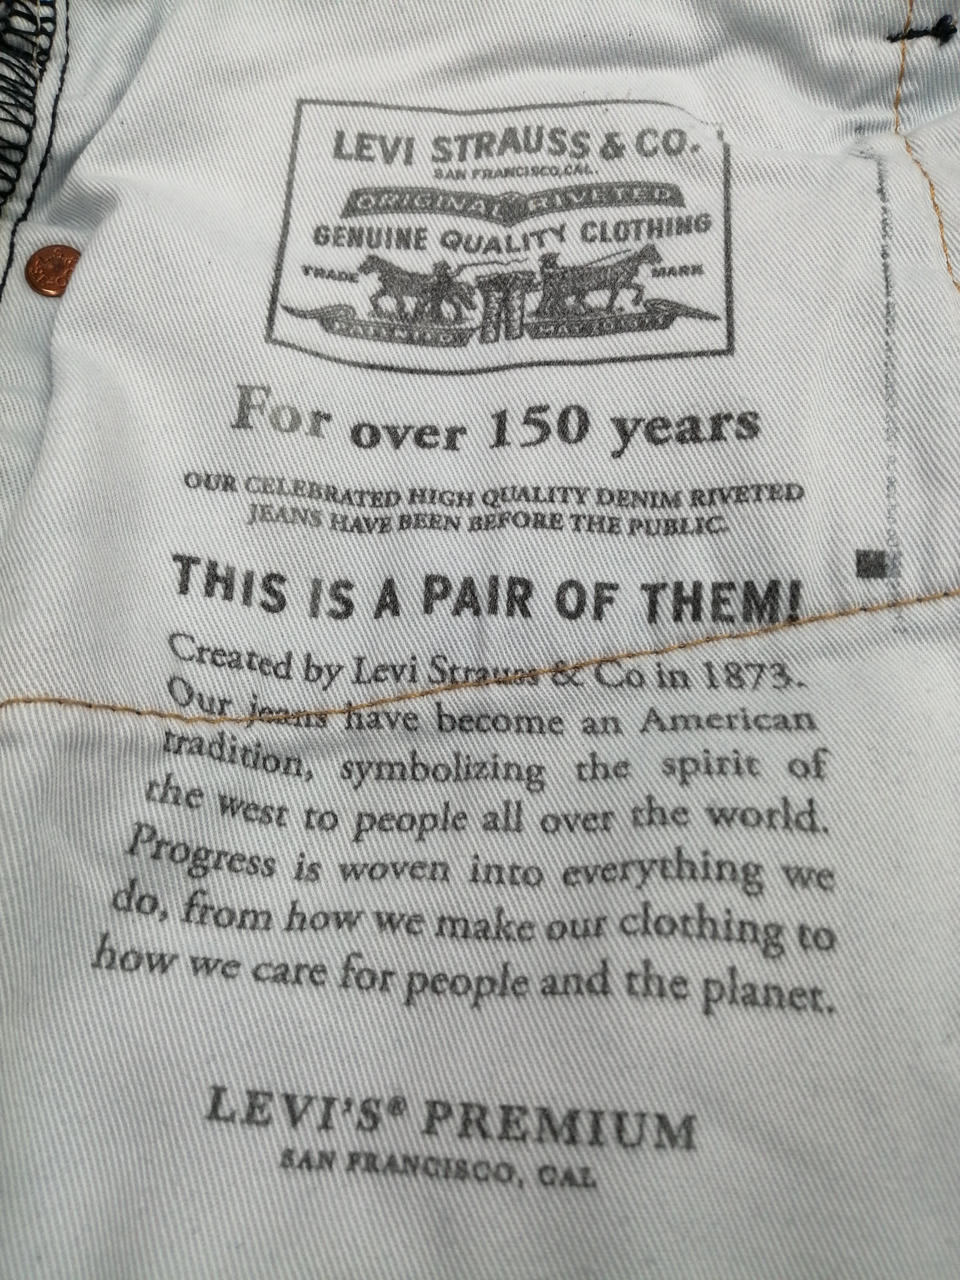 LEVI STRAUSS & CO.
SAN FRANCISCO, CAL.
ORIGINAL RIVETED
GENUINE QUALITY CLOTHING
TRADE MARK
PATENTED MAY 20 1873
For over 150 years
OUR CELEBRATED HIGH QUALITY DENIM RIVETED
JEANS HAVE BEEN BEFORE THE PUBLIC.
THIS IS A PAIR OF THEM!
Created by Levi Strauss & Co in 1873.
Our jeans have become an American
tradition, symbolizing the spirit of
the west to people all over the world.
Progress is woven into everything we
do, from how we make our clothing to
how we care for people and the planet.
LEVI'S® PREMIUM
SAN FRANCISCO, CAL